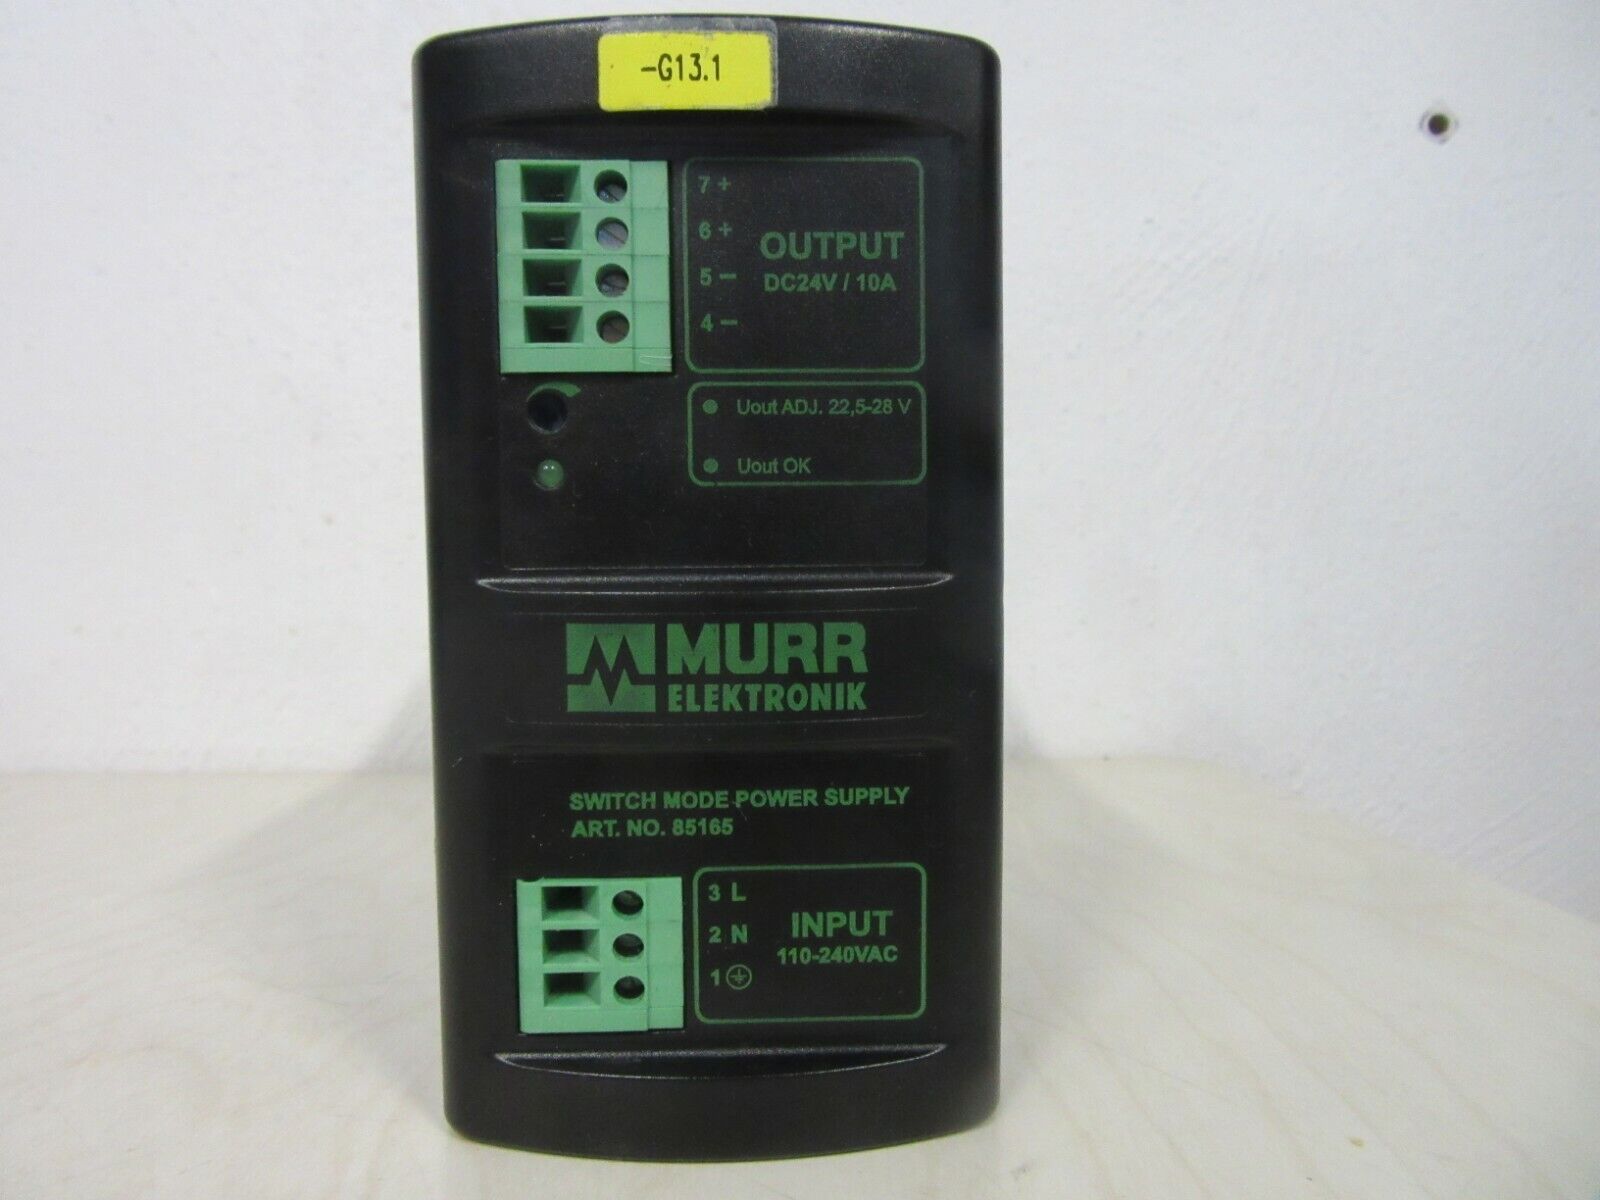 -G13.1
7 +
6 +
OUTPUT
5 −
DC24V / 10A
4 −
Uout ADJ. 22,5-28 V
Uout OK
MURR
ELEKTRONIK
SWITCH MODE POWER SUPPLY
ART. NO. 85165
3 L
INPUT
2 N
110-240VAC
1